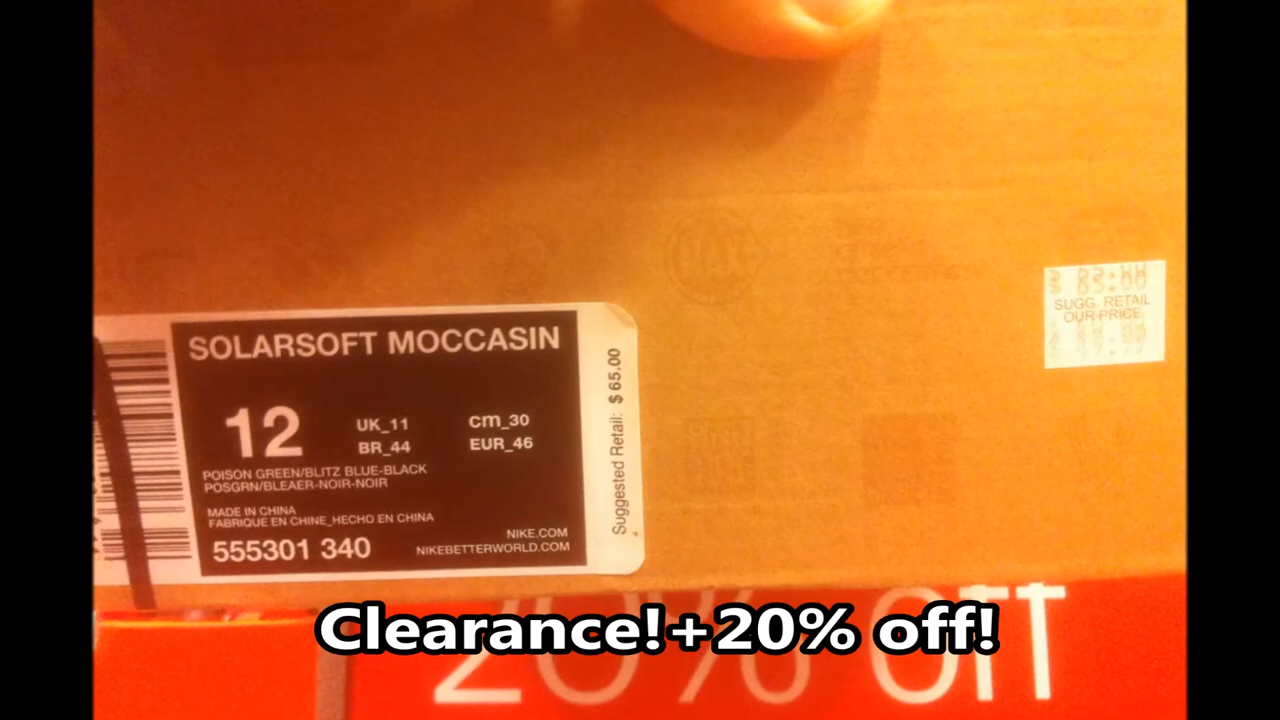 SOLARSOFT MOCCASIN
12
UK_11
cm_30
BR_44
EUR_46
POISON GREEN/BLITZ BLUE-BLACK
POSGRN/BLEAER-NOIR-NOIR
MADE IN CHINA
FABRIQUE EN CHINE_HECHO EN CHINA
555301 340
NIKE.COM
NIKEBETTERWORLD.COM
Suggested Retail: $ 65.00
SUGG. RETAIL
OUR PRICE
20% off
Clearance!+20% off!